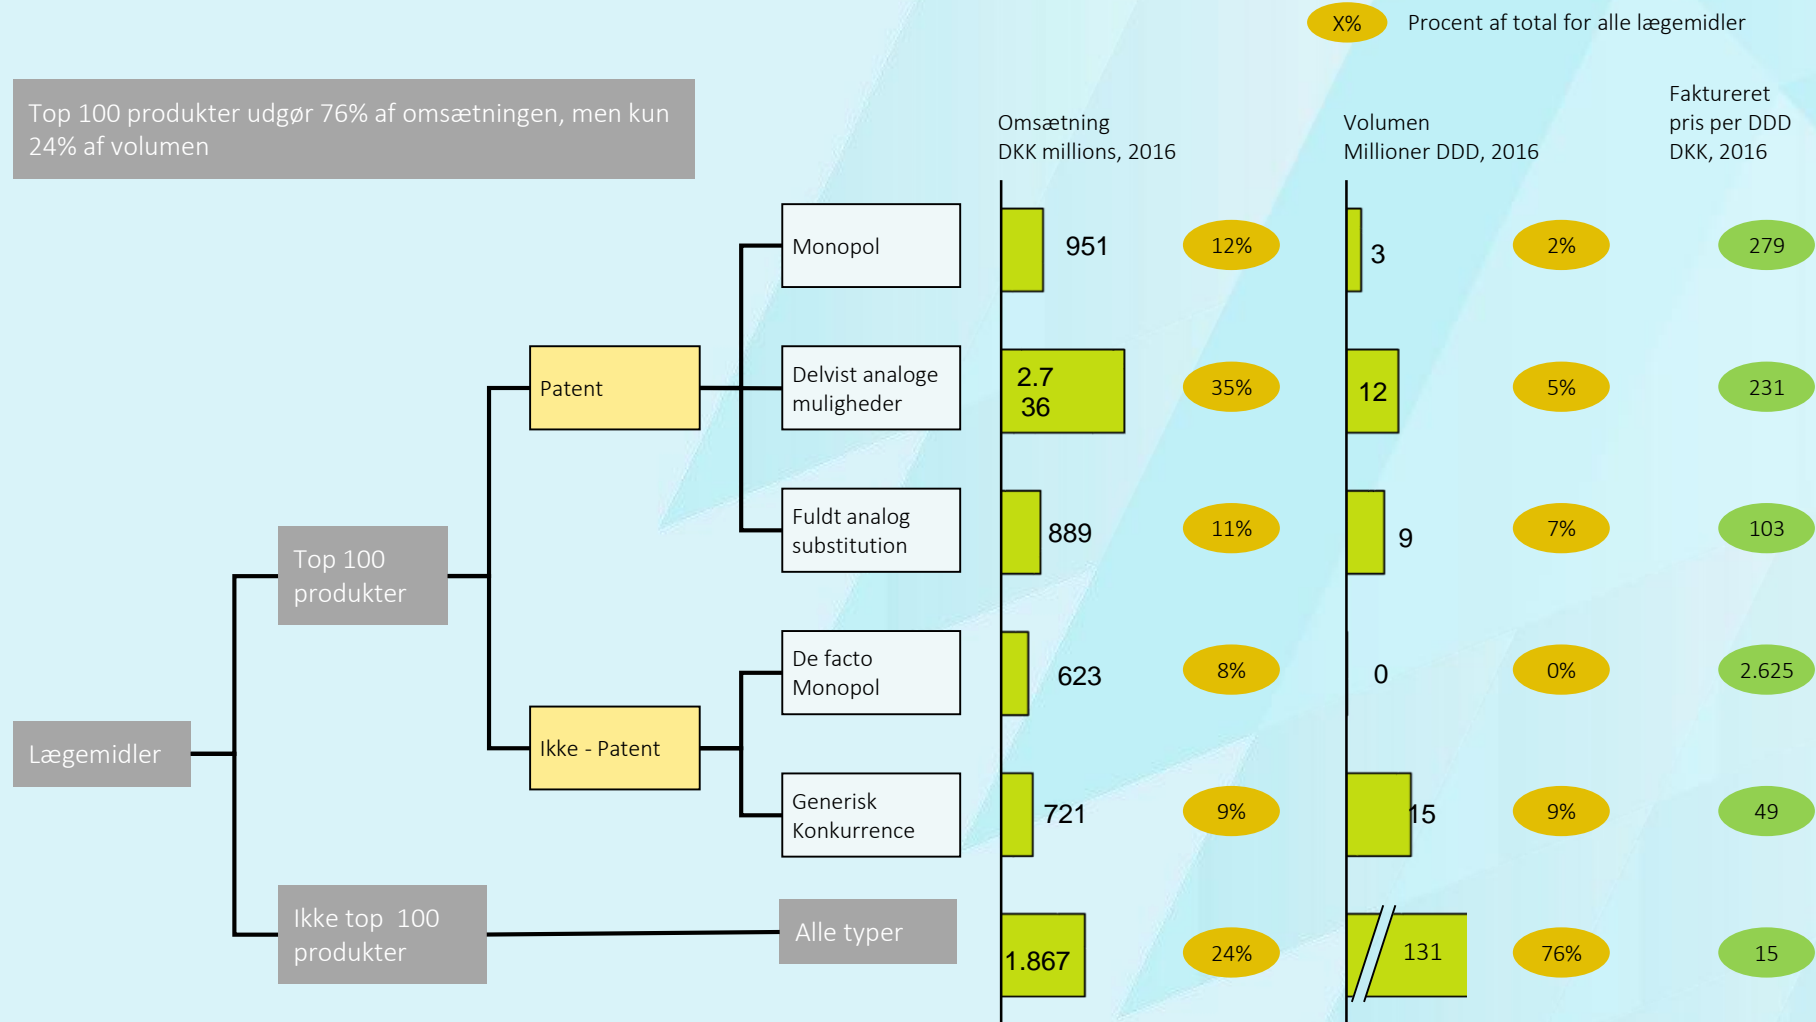 X%
Procent af total for alle lægemidler
Top 100 produkter udgør 76% af omsætningen, men kun
24% af volumen
Omsætning
DKK millions, 2016
Volumen
Millioner DDD, 2016
Faktureret
pris per DDD
DKK, 2016
Monopol
951
12%
3
2%
279
Patent
Delvist analoge
muligheder
2.7
36
35%
12
5%
231
Fuldt analog
substitution
889
11%
9
7%
103
Top 100
produkter
De facto
Monopol
623
8%
0
0%
2.625
Lægemidler
Ikke - Patent
Generisk
Konkurrence
721
9%
15
9%
49
Ikke top  100
produkter
Alle typer
1.867
24%
131
76%
15